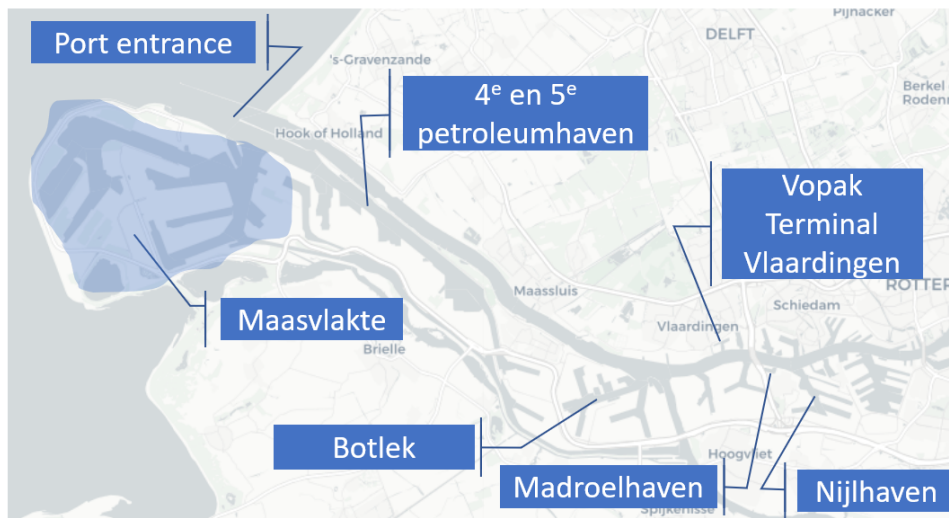 Pijnacker
Port entrance
DELFT
's-Gravenzande
4e en 5e
petroleumhaven
Berkel
Roden
Hook of Holland
Vopak
Terminal
Vlaardingen
Maassluis
ROTTER
Schiedam
Maasvlakte
Vlaardingen
Brielle
Botlek
Hoogvliet
Madroelhaven
Nijlhaven
Spijkenisse